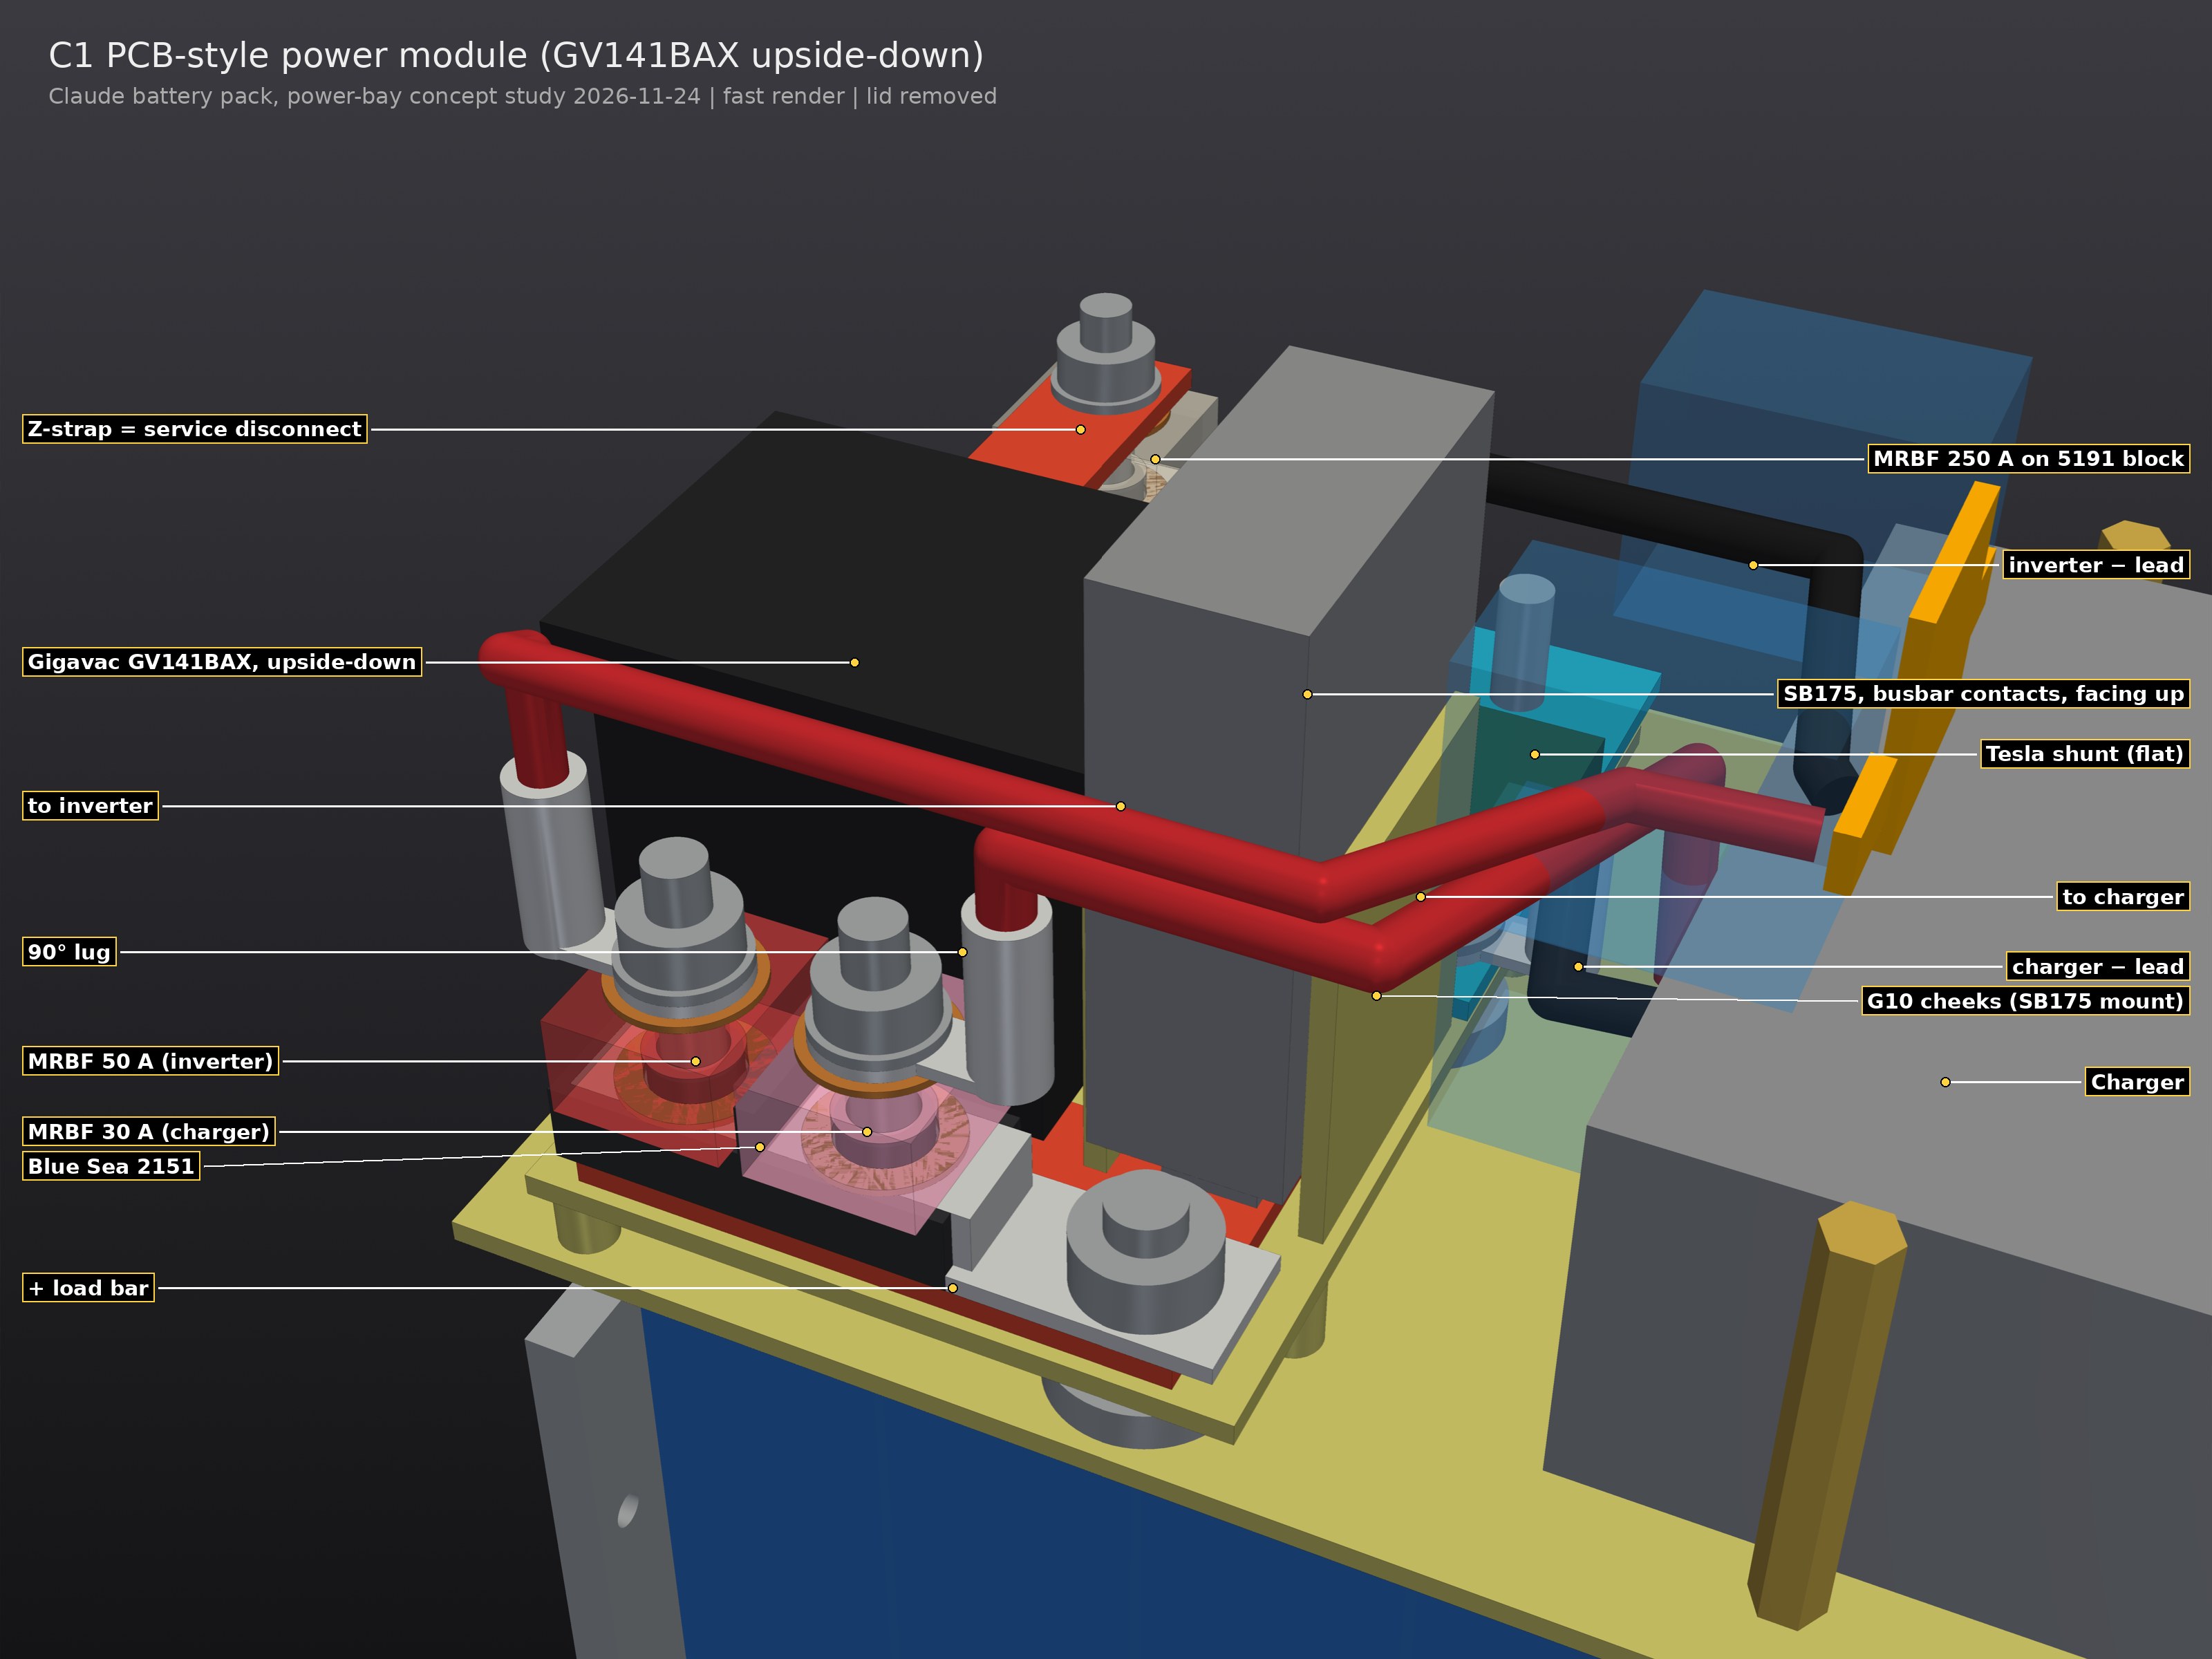 C1 PCB-style power module (GV141BAX upside-down)
Claude battery pack, power-bay concept study 2026-11-24 | fast render | lid removed
Z-strap = service disconnect
MRBF 250 A on 5191 block
inverter − lead
Gigavac GV141BAX, upside-down
SB175, busbar contacts, facing up
Tesla shunt (flat)
to inverter
to charger
90° lug
charger − lead
G10 cheeks (SB175 mount)
MRBF 50 A (inverter)
Charger
MRBF 30 A (charger)
Blue Sea 2151
+ load bar